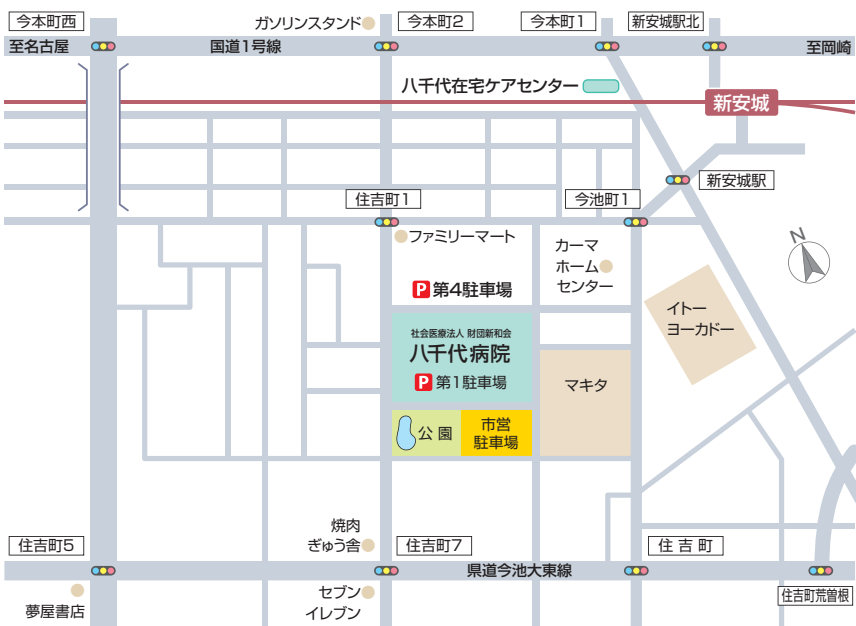 今本町西
ガソリンスタンド
今本町2
今本町1
新安城駅北
至名古屋
国道1号線
至岡崎
八千代在宅ケアセンター
新安城
新安城駅
住吉町1
今池町1
ファミリーマート
カーマ
ホーム
センター
N
P 第4駐車場
イトー
ヨーカドー
社会医療法人 財団新和会
八千代病院
P 第1駐車場
マキタ
公園
市営
駐車場
焼肉
ぎゅう舎
住吉町5
住吉町7
住吉町
県道今池大東線
夢屋書店
セブン
イレブン
住吉町荒曽根